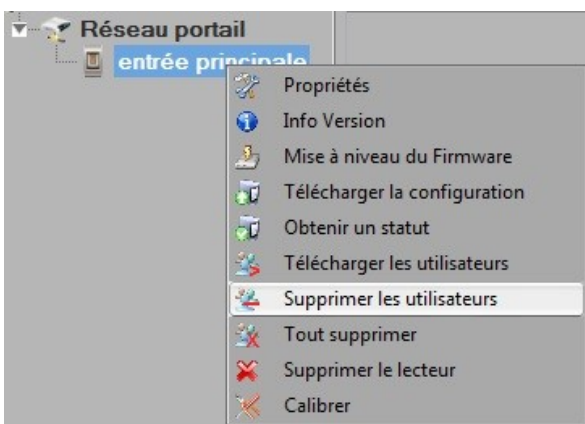 Réseau portail
entrée principale
Propriétés
Info Version
Mise à niveau du Firmware
Télécharger la configuration
Obtenir un statut
Télécharger les utilisateurs
Supprimer les utilisateurs
Tout supprimer
Supprimer le lecteur
Calibrer